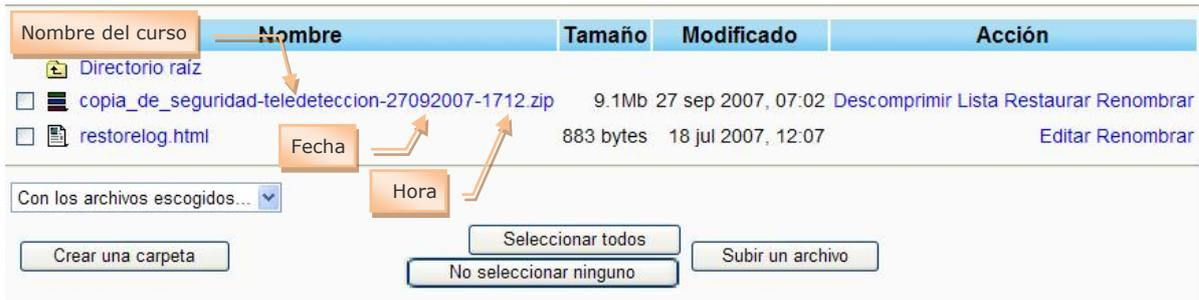 Nombre del curso
Nombre Tamaño Modificado Acción
Directorio raíz
copia_de_seguridad-teledeteccion-27092007-1712.zip 9.1Mb 27 sep 2007, 07:02 Descomprimir Lista Restaurar Renombrar
restorelog.html 883 bytes 18 jul 2007, 12:07 Editar Renombrar
Fecha
Hora
Con los archivos escogidos...
Crear una carpeta Seleccionar todos Subir un archivo
No seleccionar ninguno